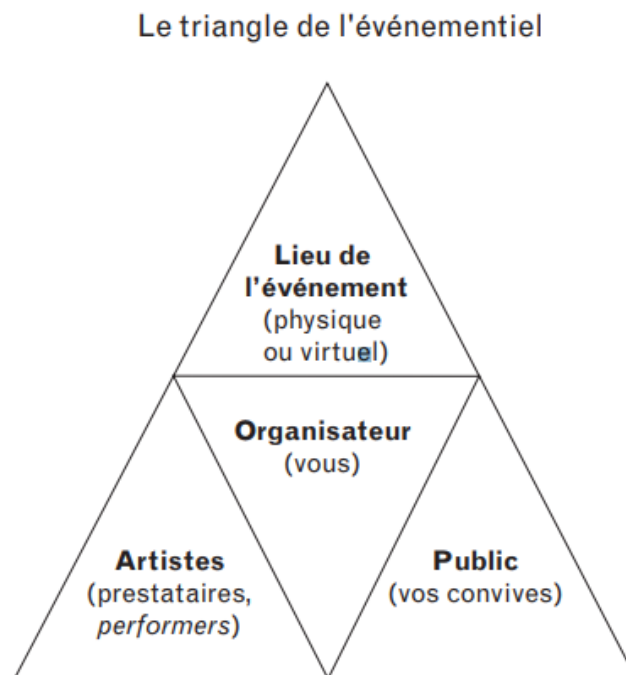 Le triangle de l'événementiel
Lieu de
l’événement
(physique
ou virtuel)
Organisateur
(vous)
Artistes
(prestataires,
performers)
Public
(vos convives)